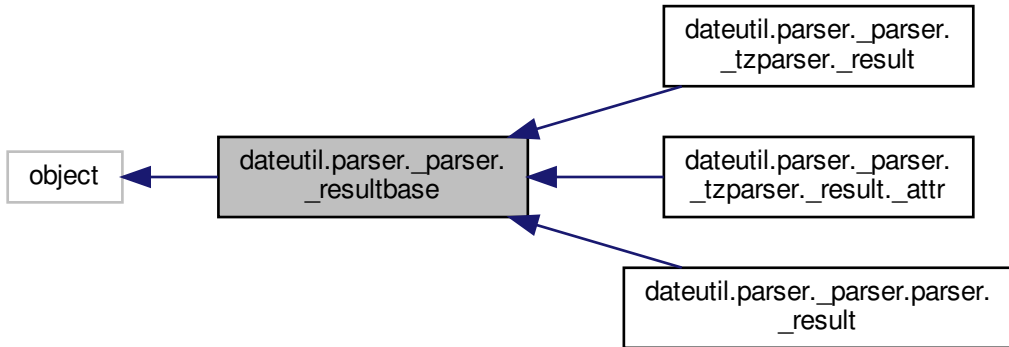 object
dateutil.parser._parser.
_resultbase
dateutil.parser._parser.
_tzparser._result
dateutil.parser._parser.
_tzparser._result._attr
dateutil.parser._parser.parser.
_result